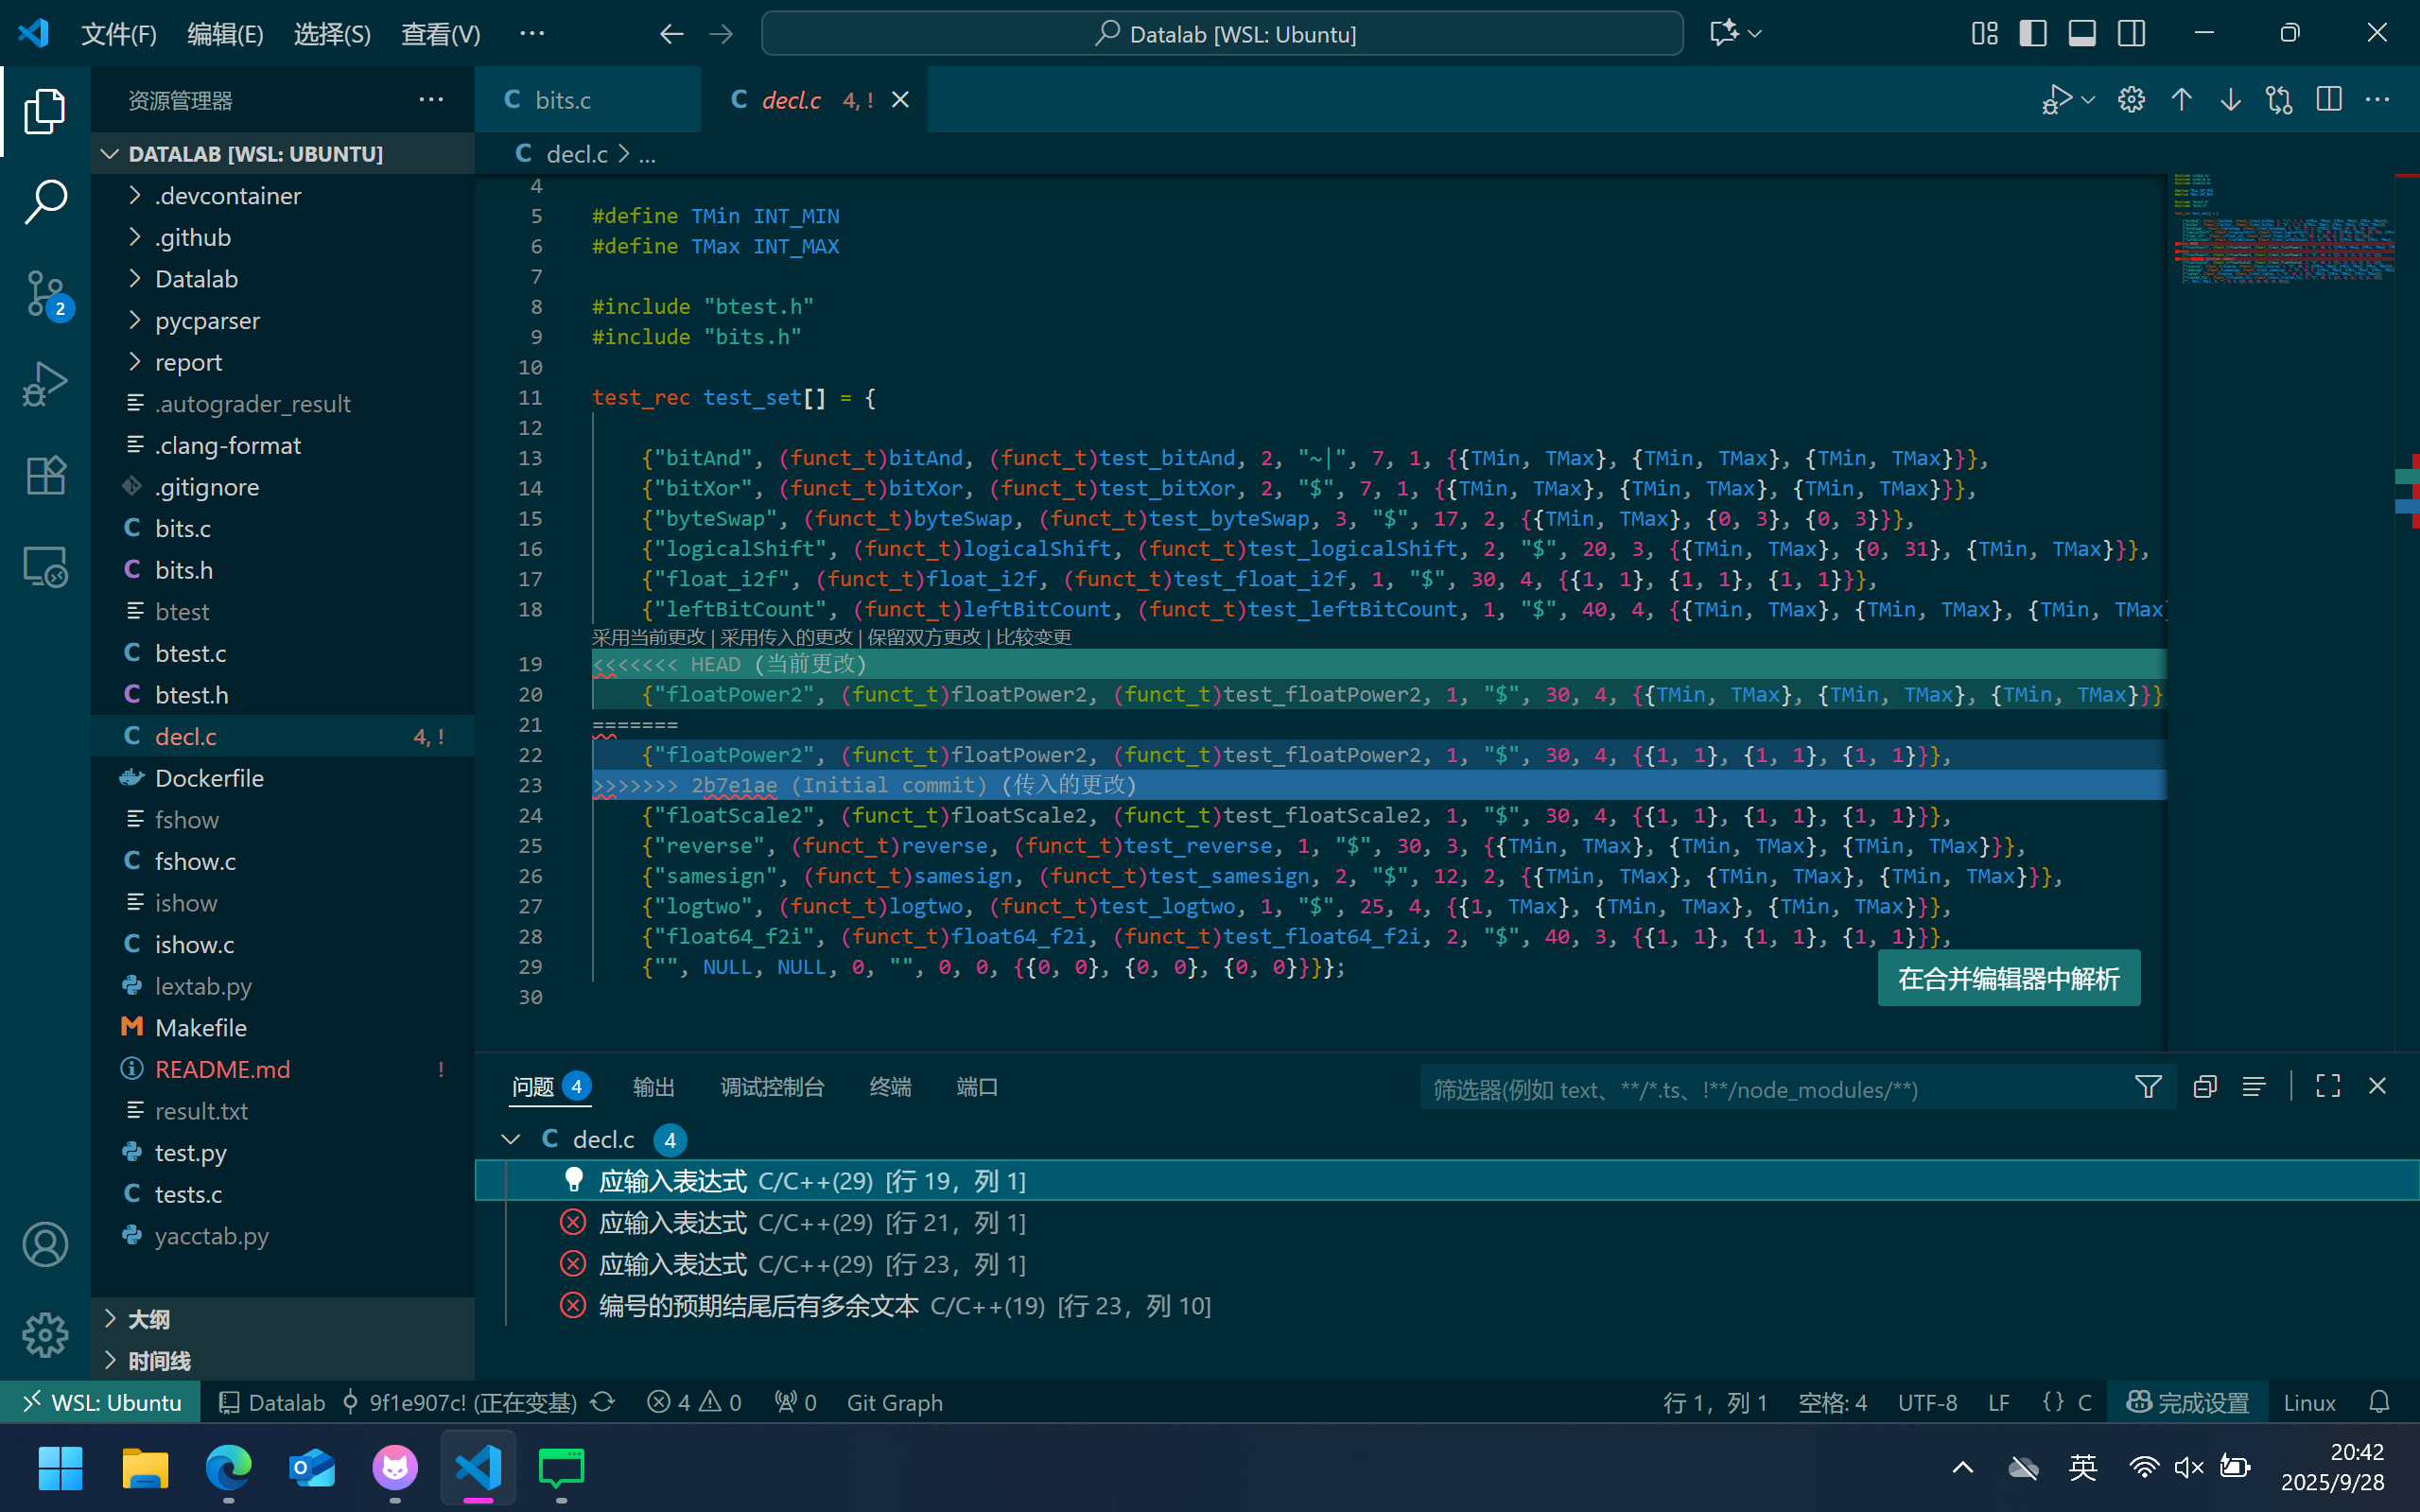 文件(F) 编辑(E) 选择(S) 查看(V) ··· Datalab [WSL: Ubuntu]
资源管理器 ···
DATALAB [WSL: UBUNTU]
.devcontainer
.github
Datalab
pycparser
report
.autograder_result
.clang-format
.gitignore
bits.c
bits.h
btest
btest.c
btest.h
decl.c 4, !
Dockerfile
fshow
fshow.c
ishow
ishow.c
lextab.py
Makefile
README.md !
result.txt
test.py
tests.c
yacctab.py
大纲
时间线
2
C bits.c C decl.c 4, !
C decl.c > ...
4
5 #define TMin INT_MIN
6 #define TMax INT_MAX
7
8 #include "btest.h"
9 #include "bits.h"
10
11 test_rec test_set[] = {
12
13 {"bitAnd", (funct_t)bitAnd, (funct_t)test_bitAnd, 2, "~|", 7, 1, {{TMin, TMax}, {TMin, TMax}, {TMin, TMax}}},
14 {"bitXor", (funct_t)bitXor, (funct_t)test_bitXor, 2, "$", 7, 1, {{TMin, TMax}, {TMin, TMax}, {TMin, TMax}}},
15 {"byteSwap", (funct_t)byteSwap, (funct_t)test_byteSwap, 3, "$", 17, 2, {{TMin, TMax}, {0, 3}, {0, 3}}},
16 {"logicalShift", (funct_t)logicalShift, (funct_t)test_logicalShift, 2, "$", 20, 3, {{TMin, TMax}, {0, 31}, {TMin, TMax}}},
17 {"float_i2f", (funct_t)float_i2f, (funct_t)test_float_i2f, 1, "$", 30, 4, {{1, 1}, {1, 1}, {1, 1}}},
18 {"leftBitCount", (funct_t)leftBitCount, (funct_t)test_leftBitCount, 1, "$", 40, 4, {{TMin, TMax}, {TMin, TMax}, {TMin, TMax}
采用当前更改 | 采用传入的更改 | 保留双方更改 | 比较变更
19 <<<<<<< HEAD (当前更改)
20 {"floatPower2", (funct_t)floatPower2, (funct_t)test_floatPower2, 1, "$", 30, 4, {{TMin, TMax}, {TMin, TMax}, {TMin, TMax}}}
21 =======
22 {"floatPower2", (funct_t)floatPower2, (funct_t)test_floatPower2, 1, "$", 30, 4, {{1, 1}, {1, 1}, {1, 1}}},
23 >>>>>>> 2b7e1ae (Initial commit) (传入的更改)
24 {"floatScale2", (funct_t)floatScale2, (funct_t)test_floatScale2, 1, "$", 30, 4, {{1, 1}, {1, 1}, {1, 1}}},
25 {"reverse", (funct_t)reverse, (funct_t)test_reverse, 1, "$", 30, 3, {{TMin, TMax}, {TMin, TMax}, {TMin, TMax}}},
26 {"samesign", (funct_t)samesign, (funct_t)test_samesign, 2, "$", 12, 2, {{TMin, TMax}, {TMin, TMax}, {TMin, TMax}}},
27 {"logtwo", (funct_t)logtwo, (funct_t)test_logtwo, 1, "$", 25, 4, {{1, TMax}, {TMin, TMax}, {TMin, TMax}}},
28 {"float64_f2i", (funct_t)float64_f2i, (funct_t)test_float64_f2i, 2, "$", 40, 3, {{1, 1}, {1, 1}, {1, 1}}},
29 {"", NULL, NULL, 0, "", 0, 0, {{0, 0}, {0, 0}, {0, 0}}}};
30
在合并编辑器中解析
问题 4 输出 调试控制台 终端 端口 筛选器(例如 text、**/*.ts、!**/node_modules/**)
C decl.c 4
应输入表达式 C/C++(29) [行 19，列 1]
应输入表达式 C/C++(29) [行 21，列 1]
应输入表达式 C/C++(29) [行 23，列 1]
编号的预期结尾后有多余文本 C/C++(19) [行 23，列 10]
WSL: Ubuntu Datalab 9f1e907c! (正在变基) 4 0 0 Git Graph 行 1，列 1 空格: 4 UTF-8 LF {} C 完成设置 Linux
英 20:42
2025/9/28